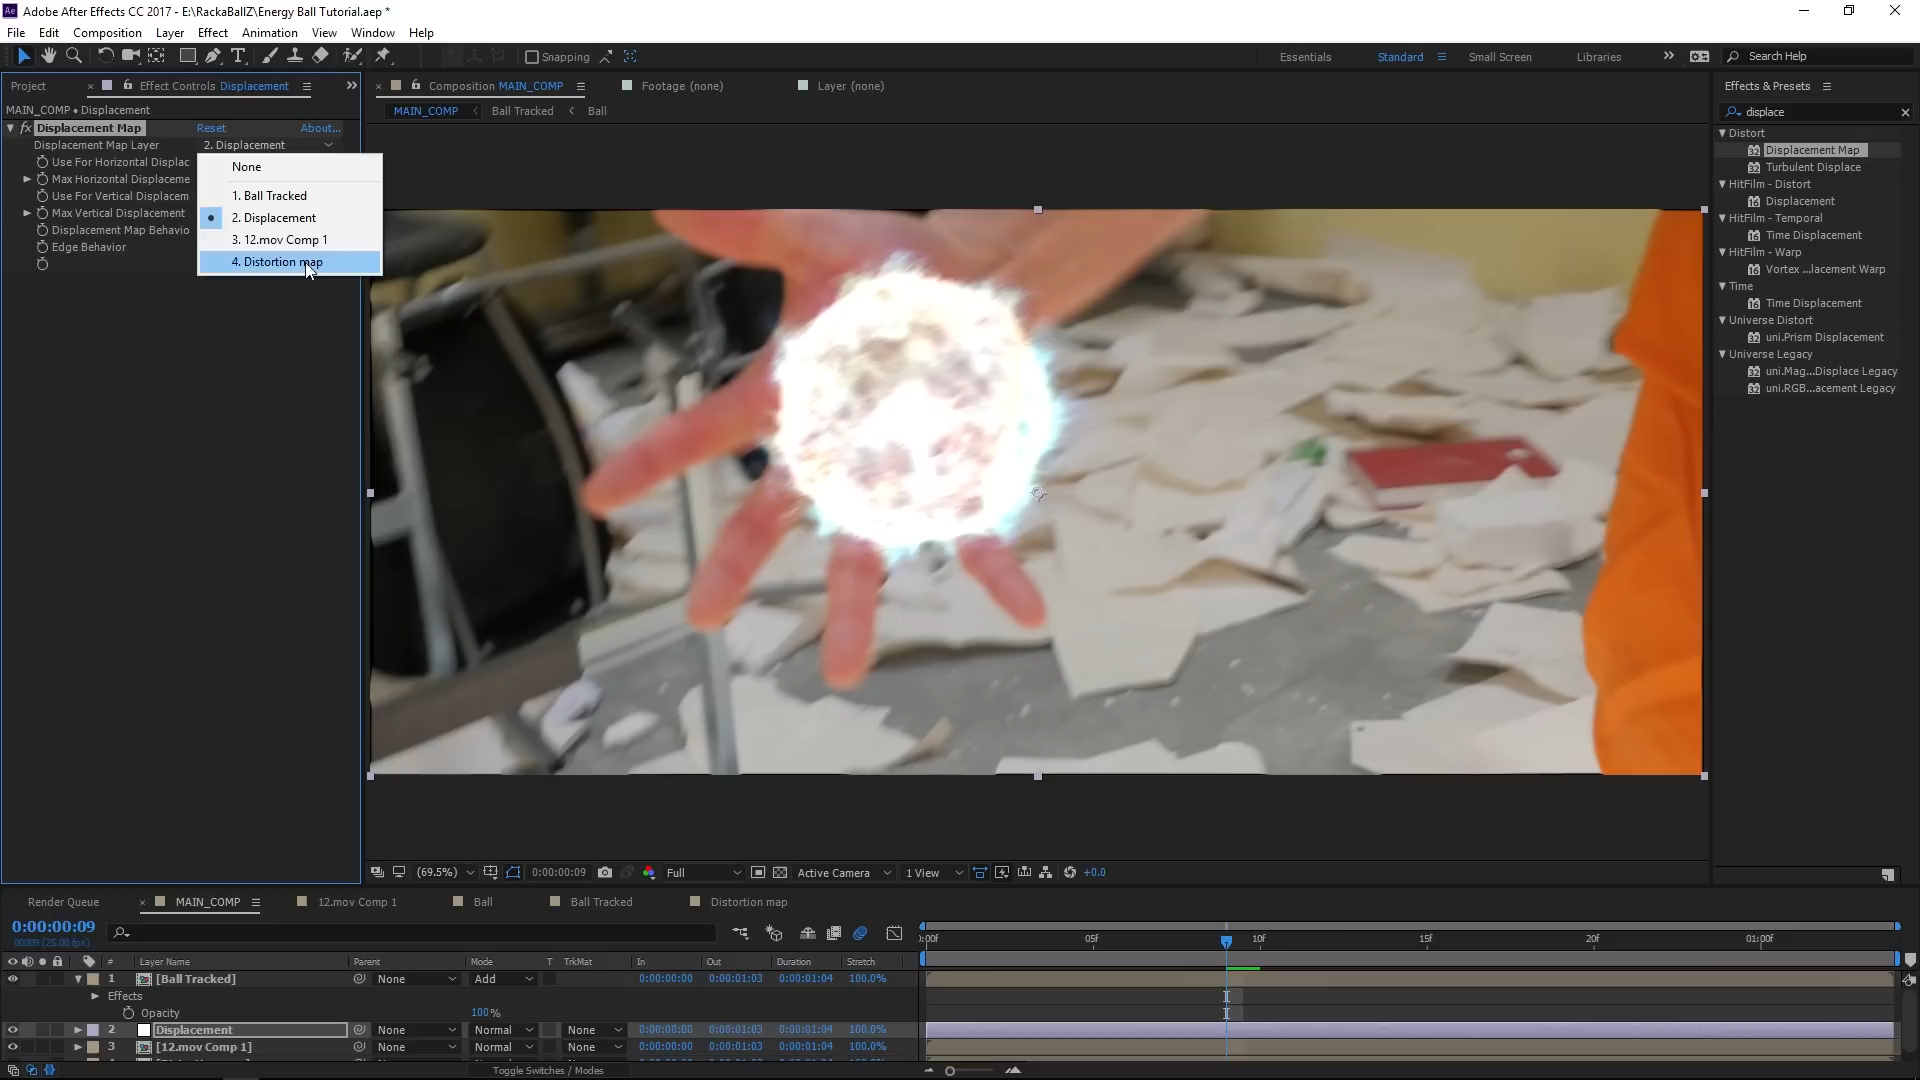 Adobe After Effects CC 2017 - E:\RackaBallZ\Energy Ball Tutorial.aep *
File Edit Composition Layer Effect Animation View Window Help
Snapping Essentials Standard Small Screen Libraries Search Help
Project Effect Controls Displacement
MAIN_COMP • Displacement
fx Displacement Map Reset About...
Displacement Map Layer 2. Displacement
Use For Horizontal Displac
Max Horizontal Displaceme
Use For Vertical Displacem
Max Vertical Displacement
Displacement Map Behavio
Edge Behavior
None
1. Ball Tracked
2. Displacement
3. 12.mov Comp 1
4. Distortion map
Composition MAIN_COMP Footage (none) Layer (none)
MAIN_COMP Ball Tracked Ball
Effects & Presets
displace
Distort
Displacement Map
Turbulent Displace
HitFilm - Distort
Displacement
HitFilm - Temporal
Time Displacement
HitFilm - Warp
Vortex ...lacement Warp
Time
Time Displacement
Universe Distort
uni.Prism Displacement
Universe Legacy
uni.Mag...Displace Legacy
uni.RGB...acement Legacy
(69.5%) 0:00:00:09 Full Active Camera 1 View +0.0
Render Queue MAIN_COMP 12.mov Comp 1 Ball Ball Tracked Distortion map
0:00:00:09
00009 (25.00 fps)
:00f 05f 10f 15f 20f 01:00f
# Layer Name Parent Mode T TrkMat In Out Duration Stretch
1 [Ball Tracked] None Add 0:00:00:00 0:00:01:03 0:00:01:04 100.0%
Effects
Opacity 100%
2 Displacement None Normal None 0:00:00:00 0:00:01:03 0:00:01:04 100.0%
3 [12.mov Comp 1] None Normal None 0:00:00:00 0:00:01:03 0:00:01:04 100.0%
Toggle Switches / Modes